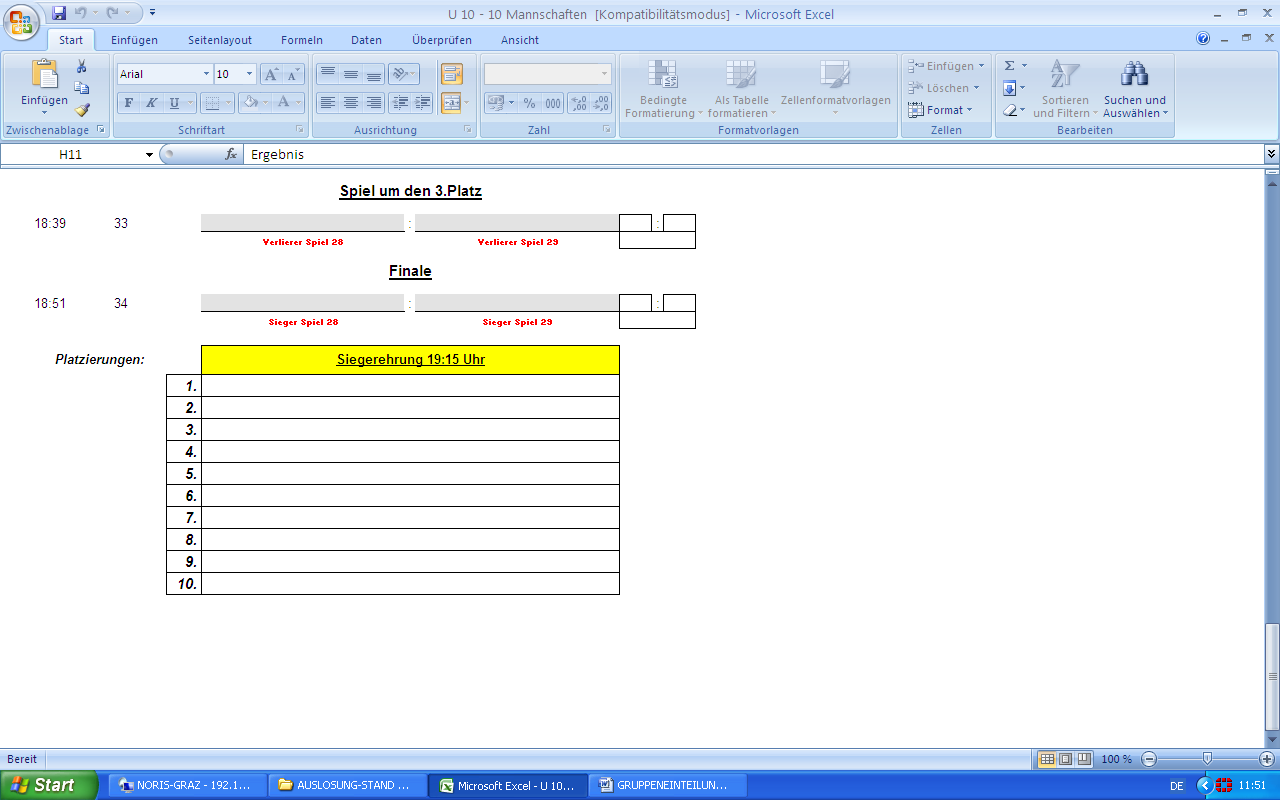 U 10 - 10 Mannschaften [Kompatibilitätsmodus] - Microsoft Excel
Start Einfügen Seitenlayout Formeln Daten Überprüfen Ansicht
Einfügen
Zwischenablage
Arial 10
F K U A
Schriftart
Ausrichtung
% 000
Zahl
Bedingte Formatierung
Als Tabelle formatieren
Zellenformatvorlagen
Formatvorlagen
Einfügen
Löschen
Format
Zellen
Σ
Sortieren und Filtern
Suchen und Auswählen
Bearbeiten
H11 fx Ergebnis
Spiel um den 3.Platz
18:39 33 : :
Verlierer Spiel 28 Verlierer Spiel 29
Finale
18:51 34 : :
Sieger Spiel 28 Sieger Spiel 29
Platzierungen: Siegerehrung 19:15 Uhr
1.
2.
3.
4.
5.
6.
7.
8.
9.
10.
Bereit 100 %
Start NORIS-GRAZ - 192.1... AUSLOSUNG-STAND ... Microsoft Excel - U 10... GRUPPENEINTEILUN... DE 11:51